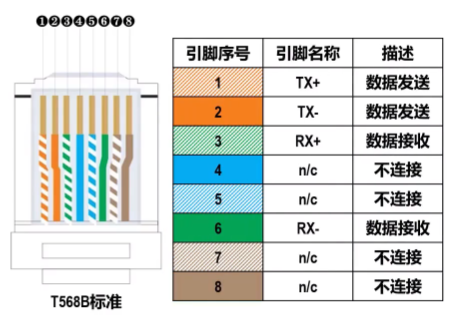 ❶❷❸❹❺❻❼❽
T568B标准
引脚序号 引脚名称 描述
1 TX+ 数据发送
2 TX- 数据发送
3 RX+ 数据接收
4 n/c 不连接
5 n/c 不连接
6 RX- 数据接收
7 n/c 不连接
8 n/c 不连接